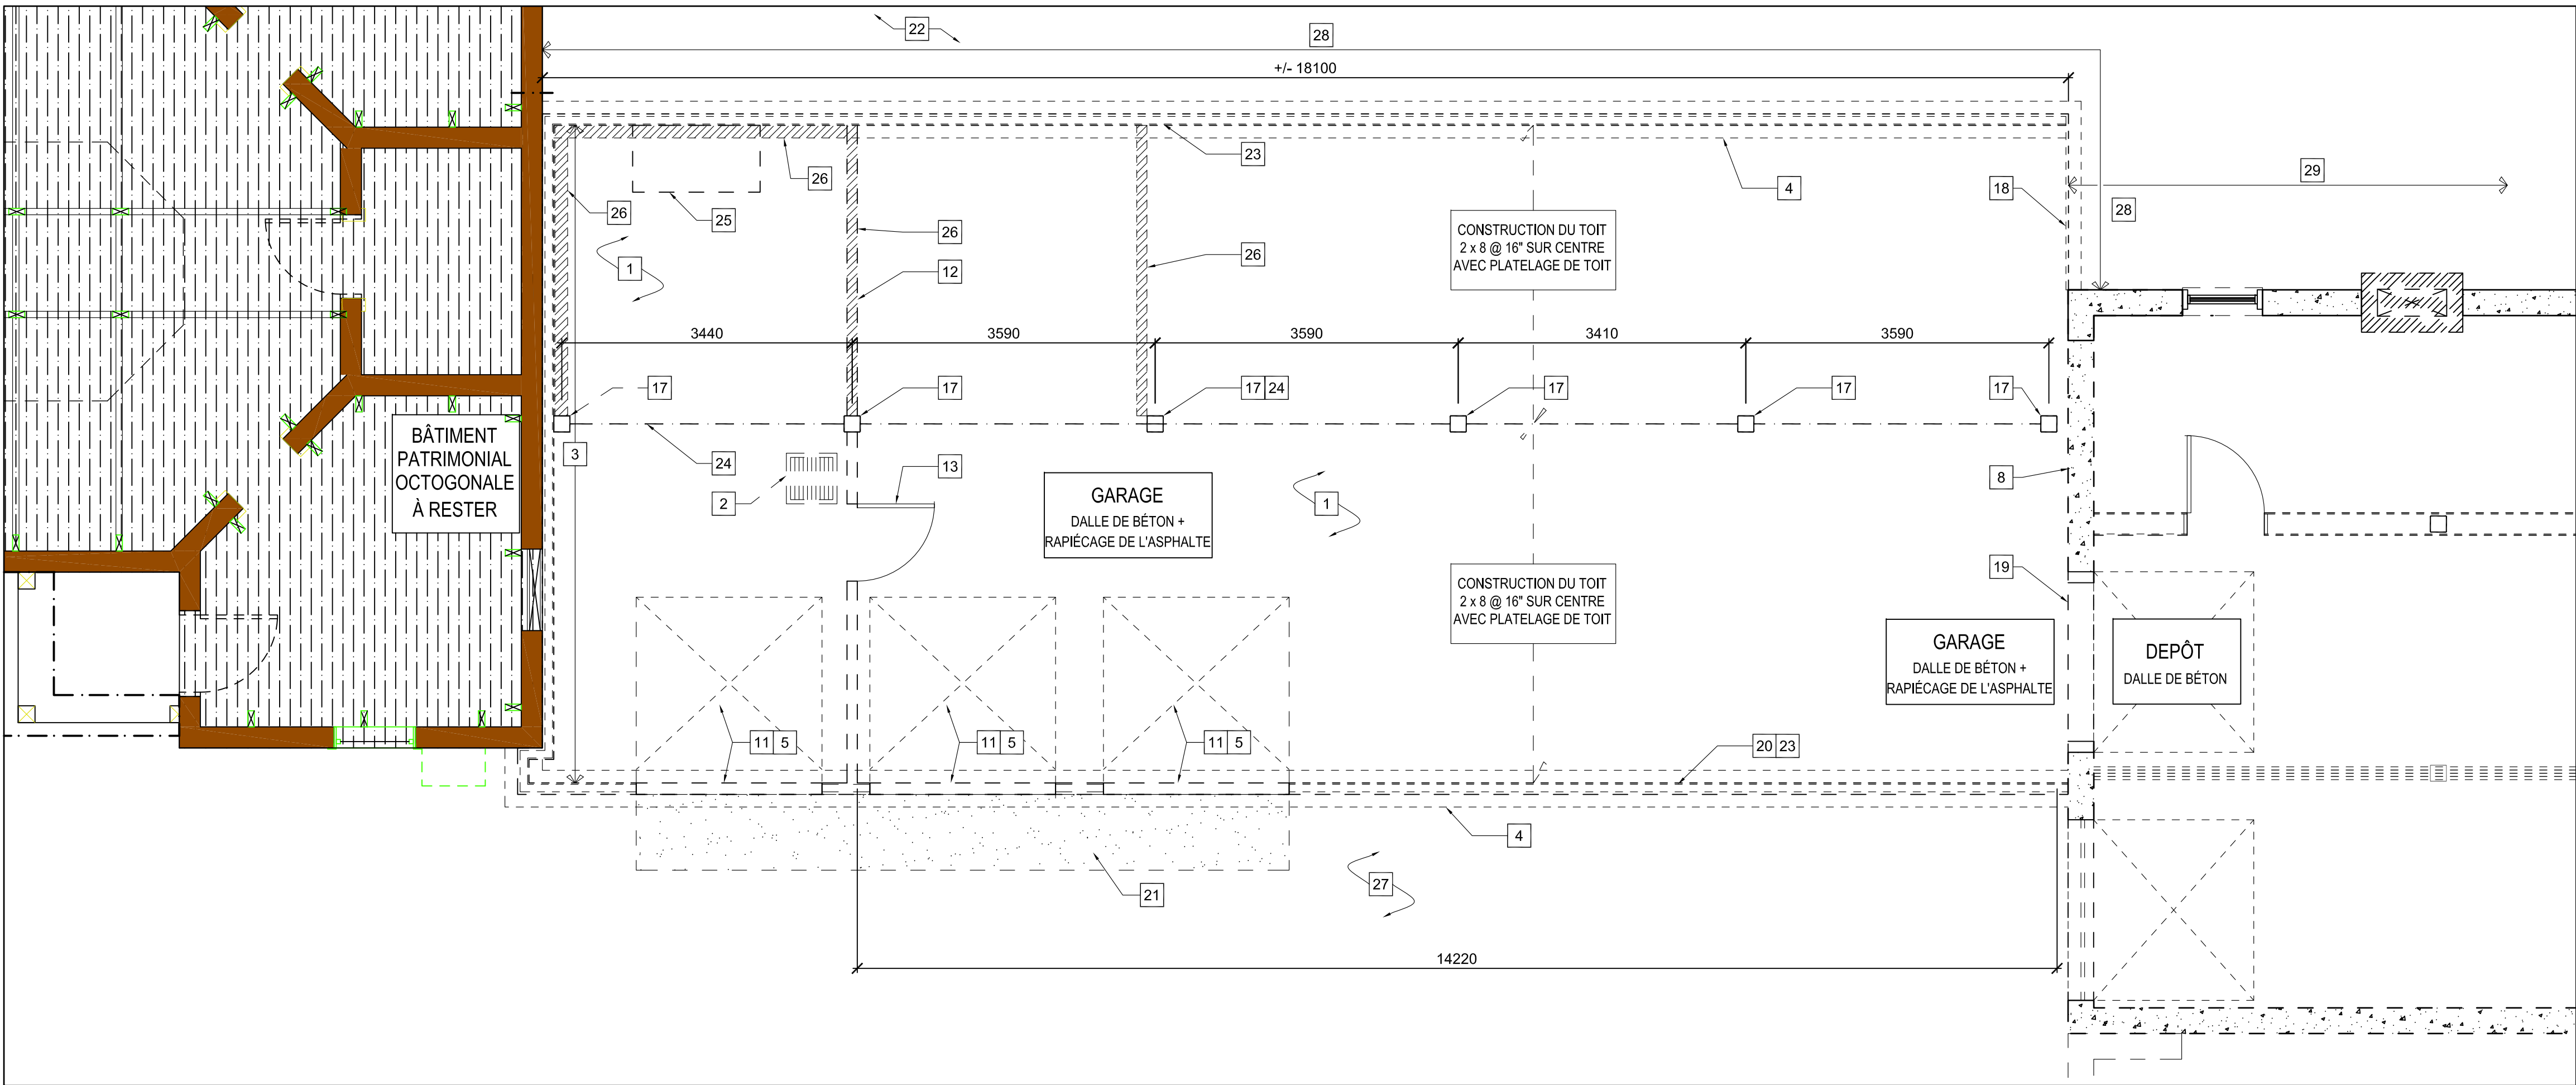 22
28
+/- 18100
23
26
4
29
18
26
25
28
CONSTRUCTION DU TOIT
2 x 8 @ 16" SUR CENTRE
AVEC PLATELAGE DE TOIT
26
26
1
12
3440
3590
3590
3410
3590
17
17
17 24
17
17
17
BÂTIMENT
PATRIMONIAL
OCTOGONALE
À RESTER
3
24
13
2
GARAGE
DALLE DE BÉTON +
RAPIÉCAGE DE L'ASPHALTE
1
8
CONSTRUCTION DU TOIT
2 x 8 @ 16" SUR CENTRE
AVEC PLATELAGE DE TOIT
19
GARAGE
DALLE DE BÉTON +
RAPIÉCAGE DE L'ASPHALTE
DEPÔT
DALLE DE BÉTON
11 5
11 5
11 5
20 23
4
21
27
14220